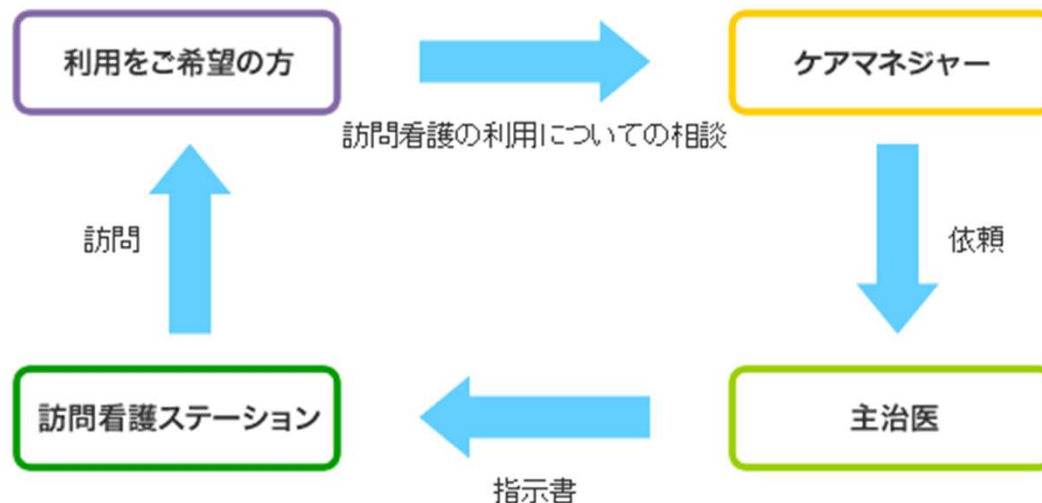 利用をご希望の方
ケアマネジャー
訪問看護の利用についての相談
訪問
依頼
訪問看護ステーション
主治医
指示書